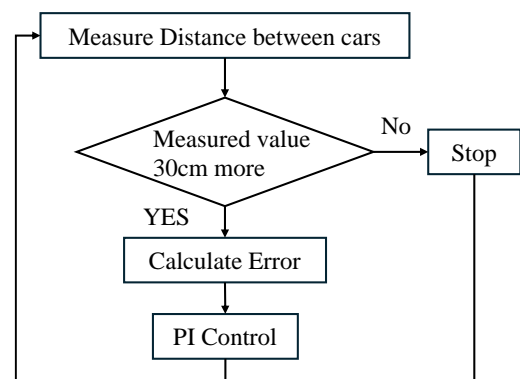 Measure Distance between cars
Measured value
30cm more
No
Stop
YES
Calculate Error
PI Control